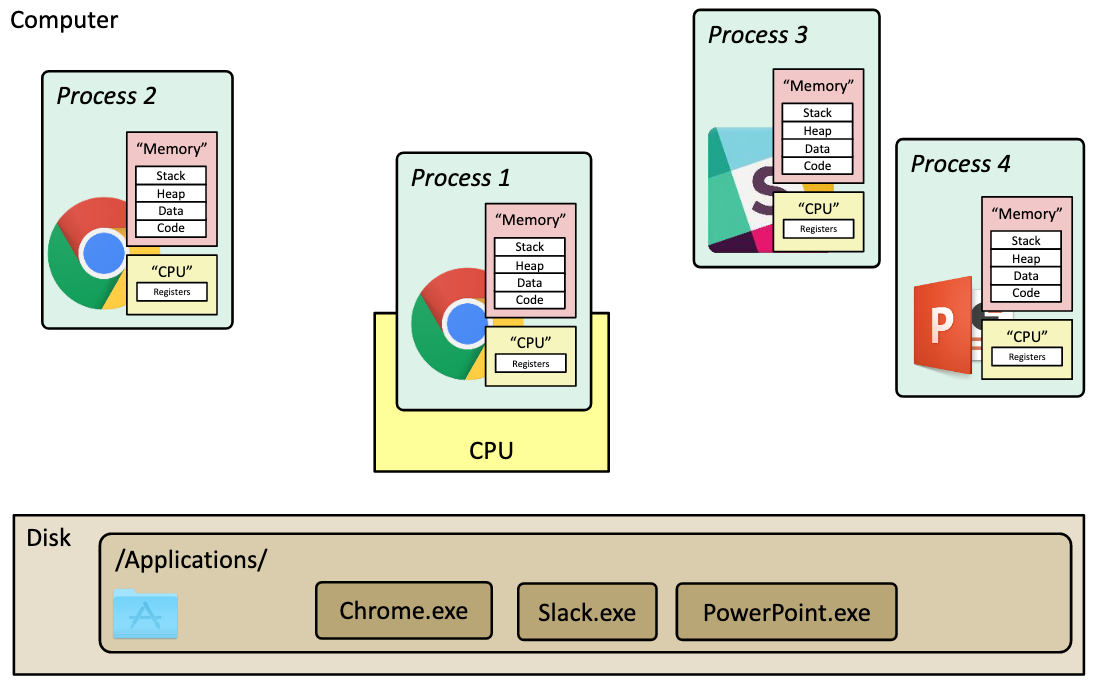 Computer
Process 2
“Memory”
Stack
Heap
Data
Code
“CPU”
Registers
Process 1
“Memory”
Stack
Heap
Data
Code
“CPU”
Registers
CPU
Process 3
“Memory”
Stack
Heap
Data
Code
S
“CPU”
Registers
Process 4
“Memory”
Stack
Heap
Data
Code
P
“CPU”
Registers
Disk
/Applications/
Chrome.exe
Slack.exe
PowerPoint.exe